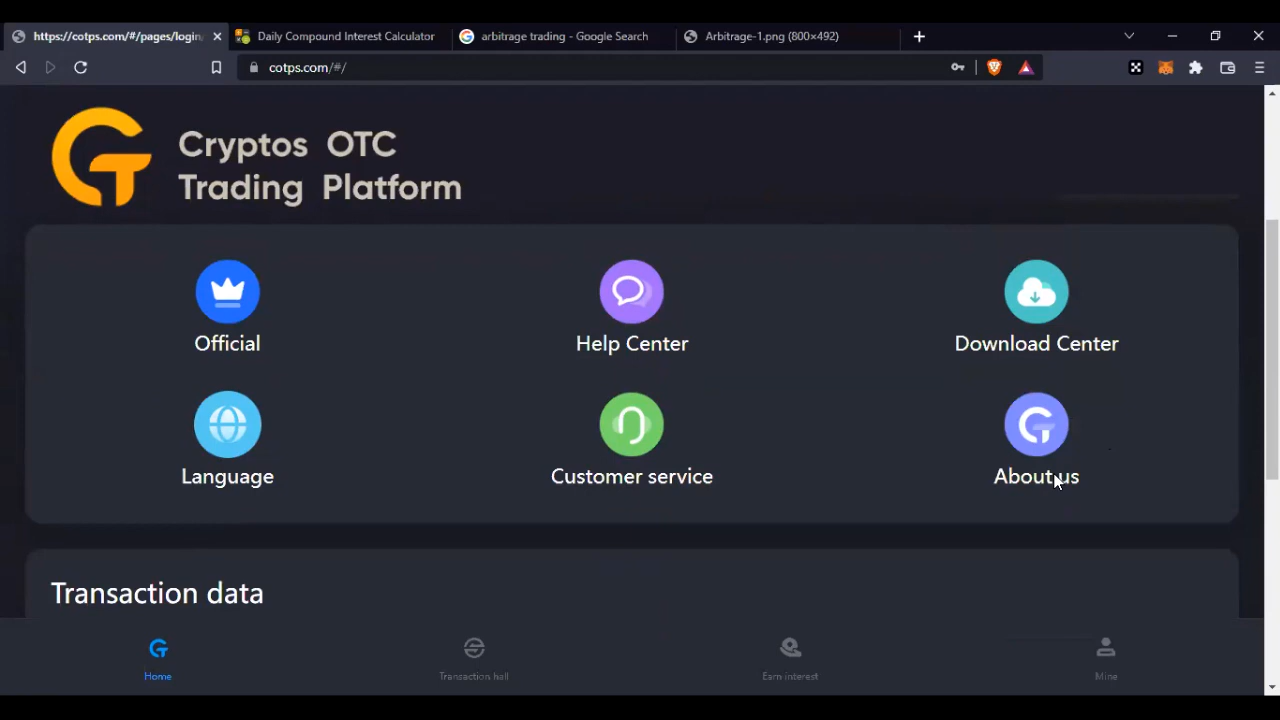 https://cotps.com/#/pages/login
Daily Compound Interest Calculator
arbitrage trading - Google Search
Arbitrage-1.png (800×492)
cotps.com/#/
Cryptos OTC
Trading Platform
Official
Help Center
Download Center
Language
Customer service
About us
Transaction data
Home
Transaction hall
Earn interest
Mine